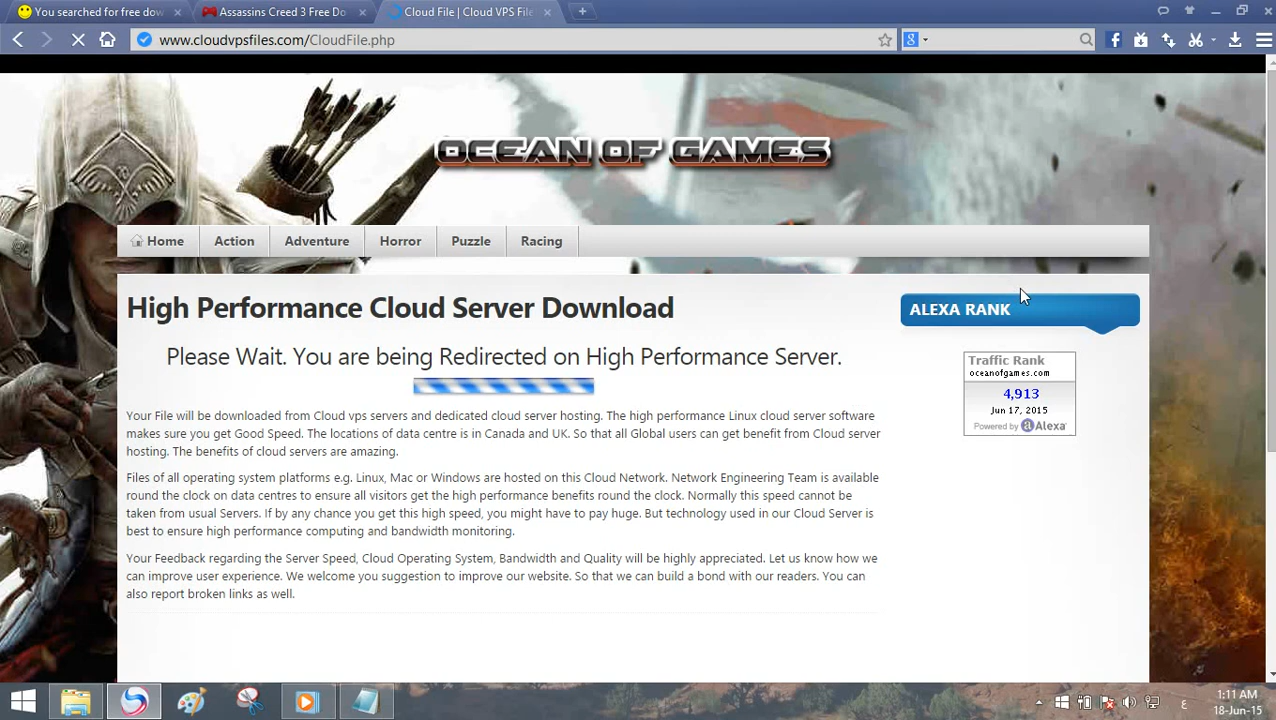 You searched for free dow
Assassins Creed 3 Free Do
Cloud File | Cloud VPS File
www.cloudvpsfiles.com/CloudFile.php
OCEAN OF GAMES
Home Action Adventure Horror Puzzle Racing
High Performance Cloud Server Download
Please Wait. You are being Redirected on High Performance Server.
Your File will be downloaded from Cloud vps servers and dedicated cloud server hosting. The high performance Linux cloud server software
makes sure you get Good Speed. The locations of data centre is in Canada and UK. So that all Global users can get benefit from Cloud server
hosting. The benefits of cloud servers are amazing.
Files of all operating system platforms e.g. Linux, Mac or Windows are hosted on this Cloud Network. Network Engineering Team is available
round the clock on data centres to ensure all visitors get the high performance benefits round the clock. Normally this speed cannot be
taken from usual Servers. If by any chance you get this high speed, you might have to pay huge. But technology used in our Cloud Server is
best to ensure high performance computing and bandwidth monitoring.
Your Feedback regarding the Server Speed, Cloud Operating System, Bandwidth and Quality will be highly appreciated. Let us know how we
can improve user experience. We welcome you suggestion to improve our website. So that we can build a bond with our readers. You can
also report broken links as well.
ALEXA RANK
Traffic Rank
oceanofgames.com
4,913
Jun 17, 2015
Powered by Alexa
ع
1:11 AM
18-Jun-15